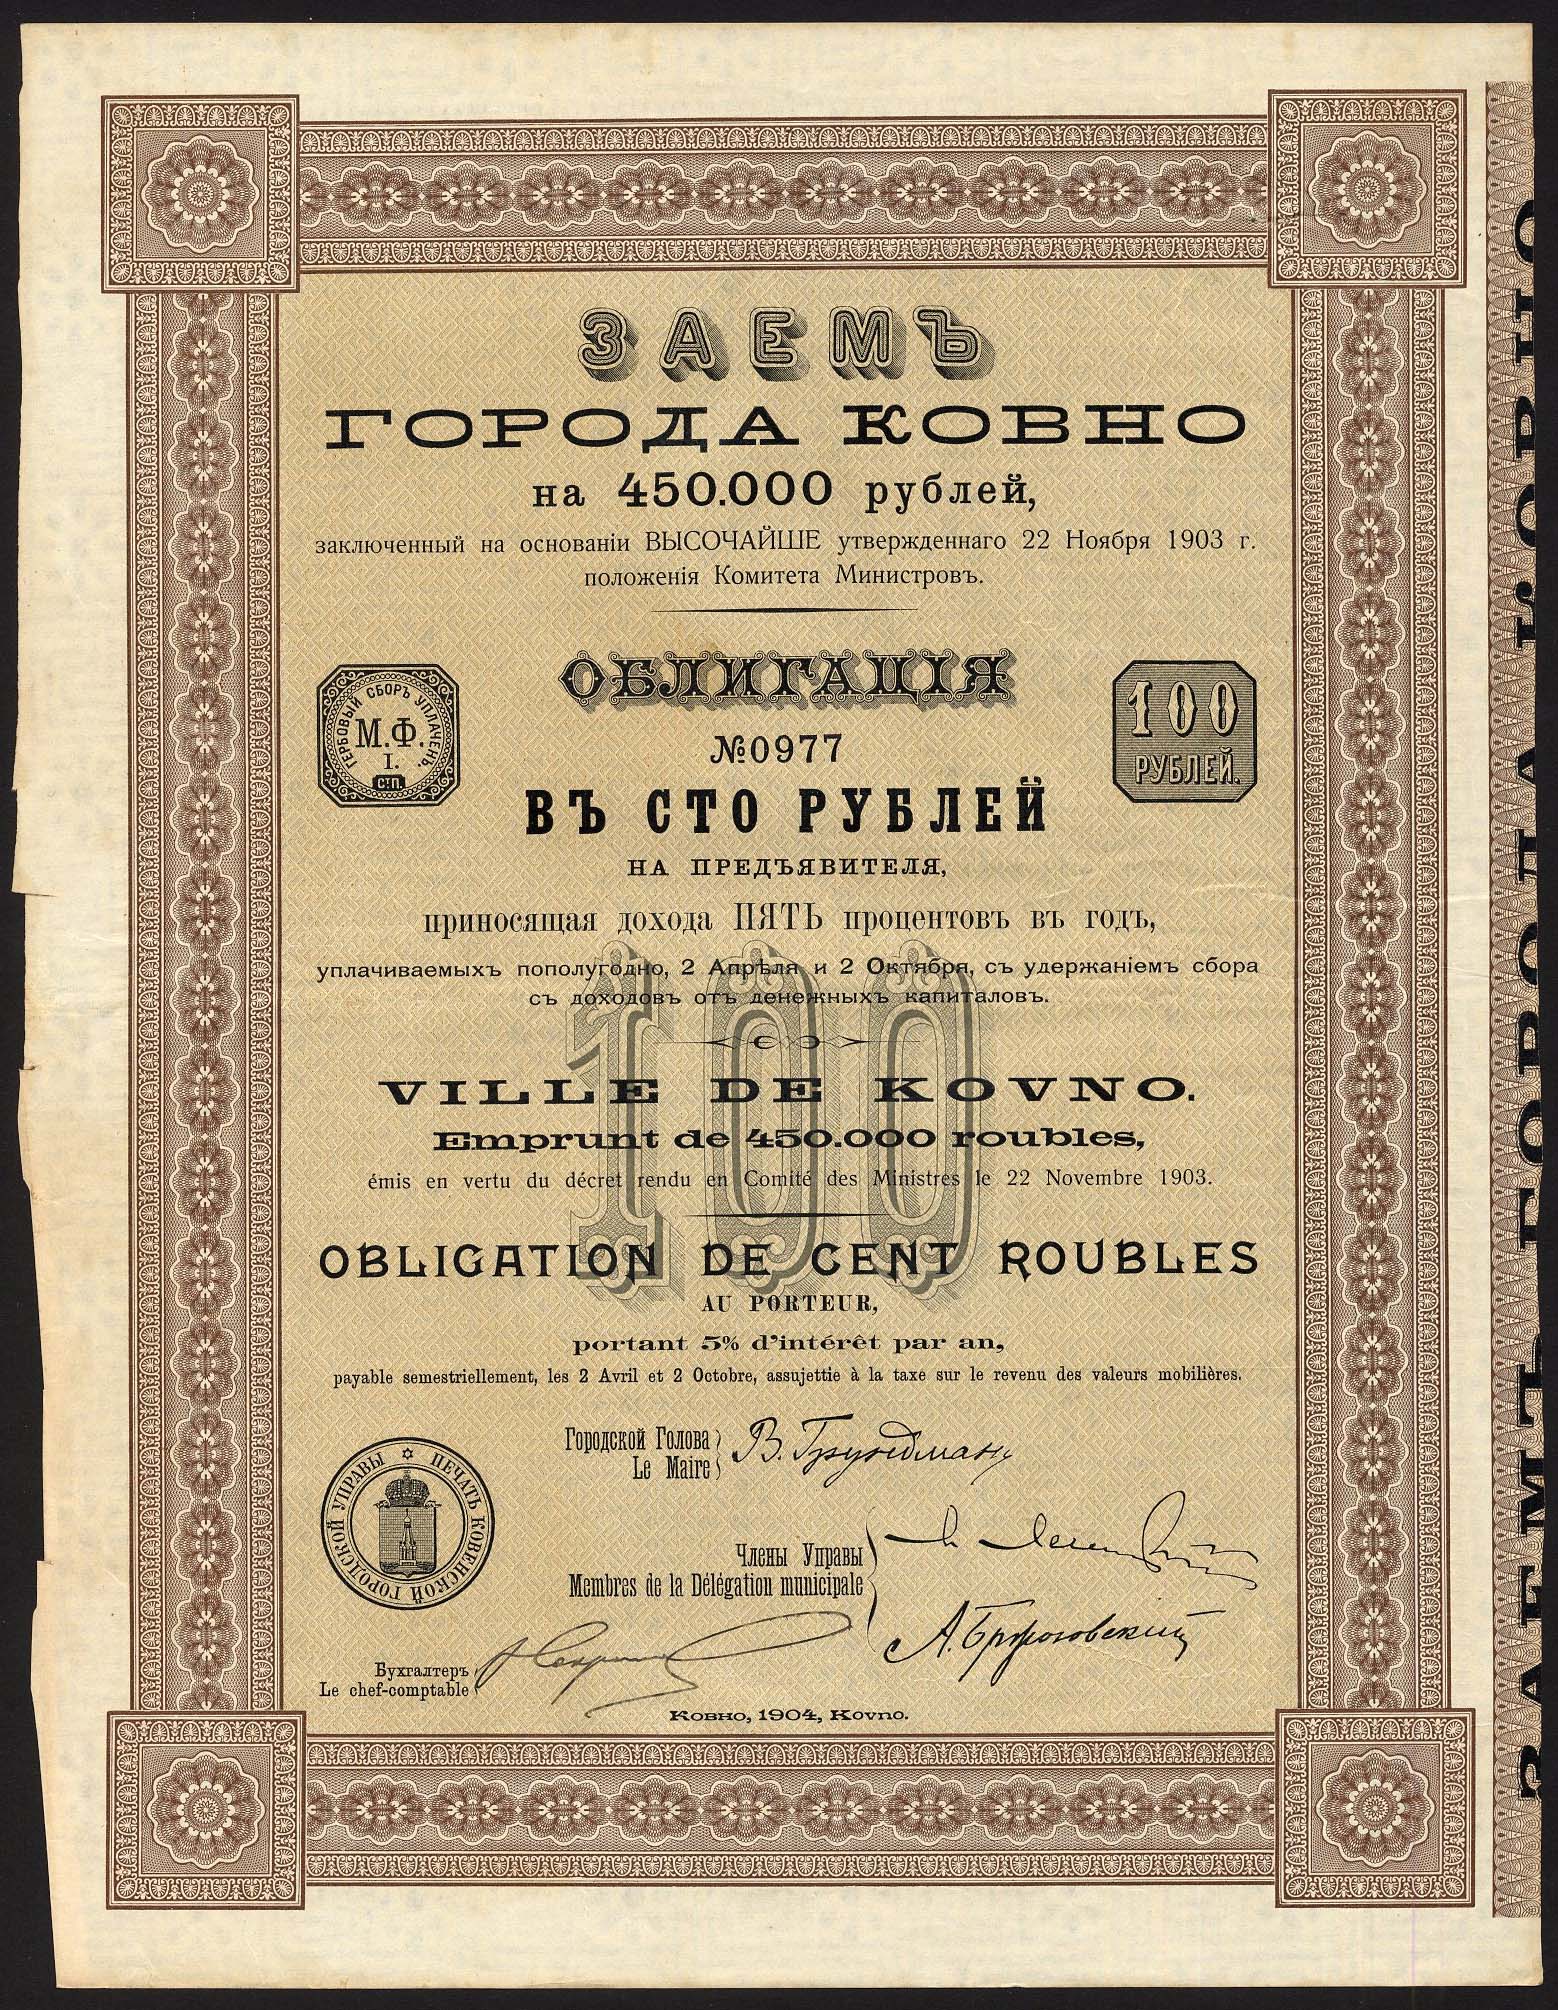 ЗАЕМЪ
ГОРОДА КОВНО
на 450.000 рублей,
заключенный на основаніи ВЫСОЧАЙШЕ утвержденнаго 22 Ноября 1903 г.
положенія Комитета Министровъ.
ОБЛИГАЦІЯ
ГЕРБОВЫЙ СБОРЪ УПЛАЧЕНЪ.
М.Ф.
I.
С.П.
100
РУБЛЕЙ.
№0977
ВЪ СТО РУБЛЕЙ
НА ПРЕДЪЯВИТЕЛЯ,
приносящая дохода ПЯТЬ процентовъ въ годъ,
уплачиваемыхъ пополугодно, 2 Апрѣля и 2 Октября, съ удержаніемъ сбора
съ доходовъ отъ денежныхъ капиталовъ.
100
VILLE DE KOVNO.
Emprunt de 450.000 roubles,
émis en vertu du décret rendu en Comité des Ministres le 22 Novembre 1903.
OBLIGATION DE CENT ROUBLES
AU PORTEUR,
portant 5% d'intérêt par an,
payable semestriellement, les 2 Avril et 2 Octobre, assujettie à la taxe sur le revenu des valeurs mobilières.
Городской Голова
Le Maire
В. Грундманъ
ПЕЧАТЬ КОВЕНСКОЙ ГОРОДСКОЙ УПРАВЫ
Члены Управы
Membres de la Délégation municipale
Бухгалтеръ
Le chef-comptable
Ковно, 1904, Kovno.
ЗАЕМЪ ГОРОДА КОВНО